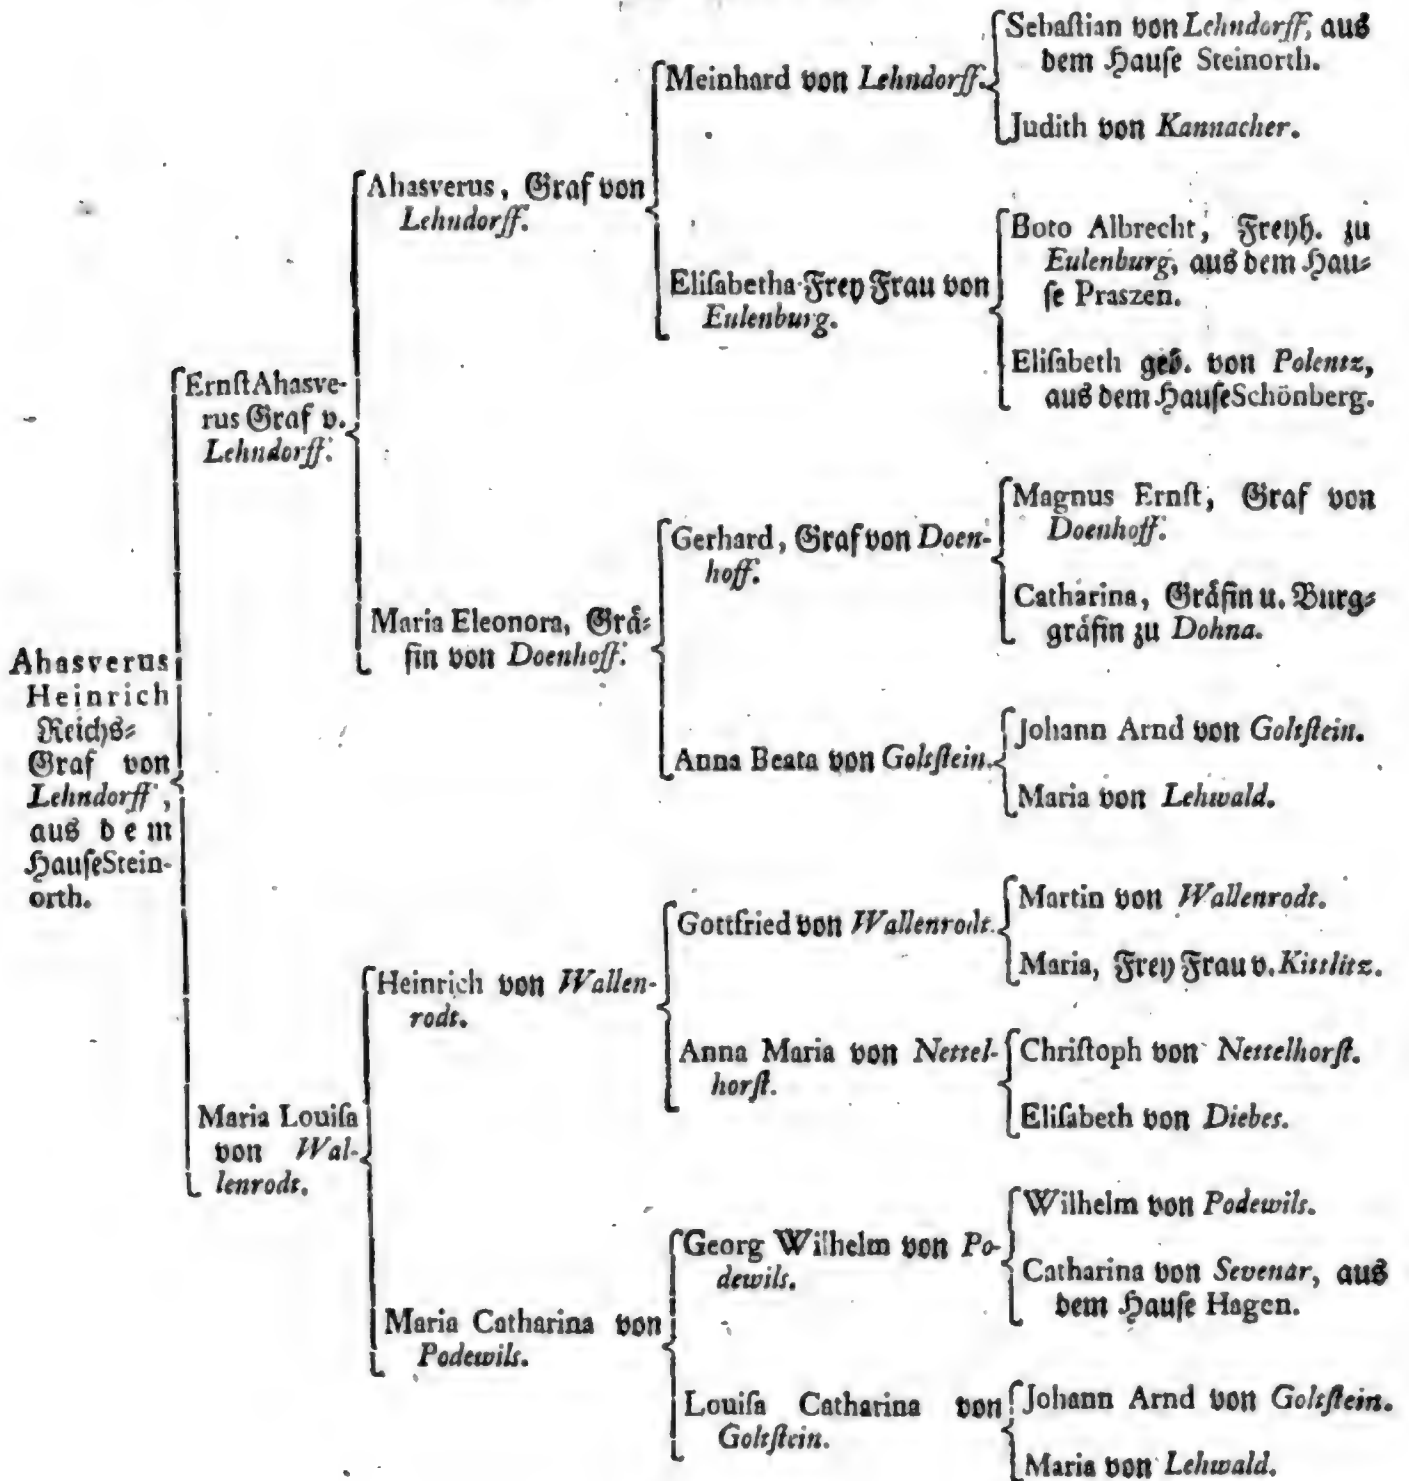 Ahasverus
Heinrich
Reichs⸗
Graf von
Lehndorff,
aus dem
Hauſe Stein-
orth.
Ernſt Ahasve-
rus Graf v.
Lehndorff.
Maria Louiſa
von Wal-
lenrodt.
Ahasverus, Graf von
Lehndorff.
Maria Eleonora, Grä⸗
fin von Doenhoff.
Heinrich von Wallen-
rodt.
Maria Catharina von
Podewils.
Meinhard von Lehndorff.
Eliſabetha Frey Frau von
Eulenburg.
Gerhard, Graf von Doen-
hoff.
Anna Beata von Goltſtein.
Gottfried von Wallenrodt.
Anna Maria von Nettel-
horſt.
Georg Wilhelm von Po-
dewils.
Louiſa Catharina von
Goltſtein.
Sebaſtian von Lehndorff, aus
dem Hauſe Steinorth.
Judith von Kannacher.
Boto Albrecht, Freyh. zu
Eulenburg, aus dem Hau⸗
ſe Praszen.
Eliſabeth geb. von Polentz,
aus dem Hauſe Schönberg.
Magnus Ernſt, Graf von
Doenhoff.
Catharina, Gräfin u. Burg⸗
gräfin zu Dohna.
Johann Arnd von Goltſtein.
Maria von Lehwald.
Martin von Wallenrodt.
Maria, Frey Frau v. Kittlitz.
Chriſtoph von Nettelhorſt.
Eliſabeth von Diebes.
Wilhelm von Podewils.
Catharina von Sevenar, aus
dem Hauſe Hagen.
Johann Arnd von Goltſtein.
Maria von Lehwald.